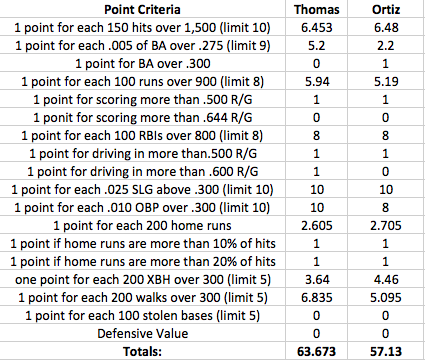 Point Criteria Thomas Ortiz
1 point for each 150 hits over 1,500 (limit 10) 6.453 6.48
1 point for each .005 of BA over .275 (limit 9) 5.2 2.2
1 point for BA over .300 0 1
1 point for each 100 runs over 900 (limit 8) 5.94 5.19
1 point for scoring more than .500 R/G 1 1
1 ponit for scoring more than .644 R/G 0 0
1 point for each 100 RBIs over 800 (limit 8) 8 8
1 point for driving in more than.500 R/G 1 1
1 point for driving in more than .600 R/G 1 0
1 point for each .025 SLG above .300 (limit 10) 10 10
1 point for each .010 OBP over .300 (limit 10) 10 8
1 point for each 200 home runs 2.605 2.705
1 point if home runs are more than 10% of hits 1 1
1 point if home runs are more than 20% of hits 1 1
one point for each 200 XBH over 300 (limit 5) 3.64 4.46
1 point for each 200 walks over 300 (limit 5) 6.835 5.095
1 point for each 100 stolen bases (limit 5) 0 0
Defensive Value 0 0
Totals: 63.673 57.13